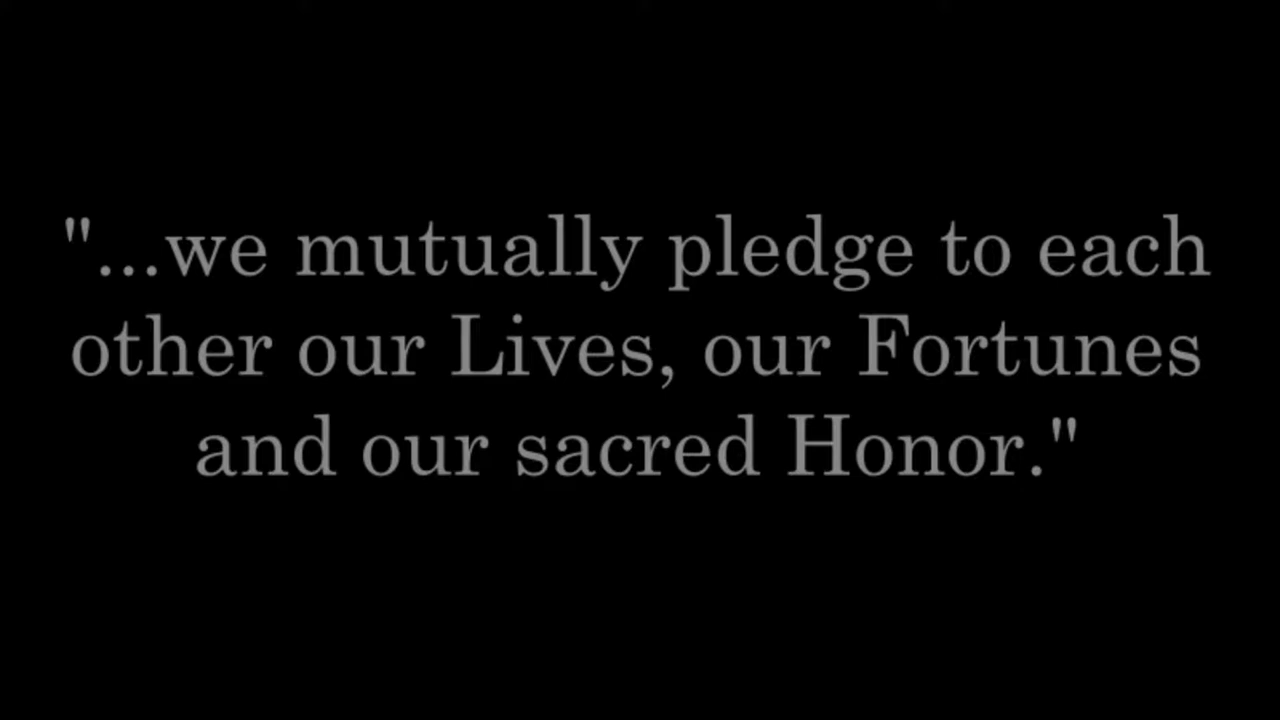 "...we mutually pledge to each
other our Lives, our Fortunes
and our sacred Honor."